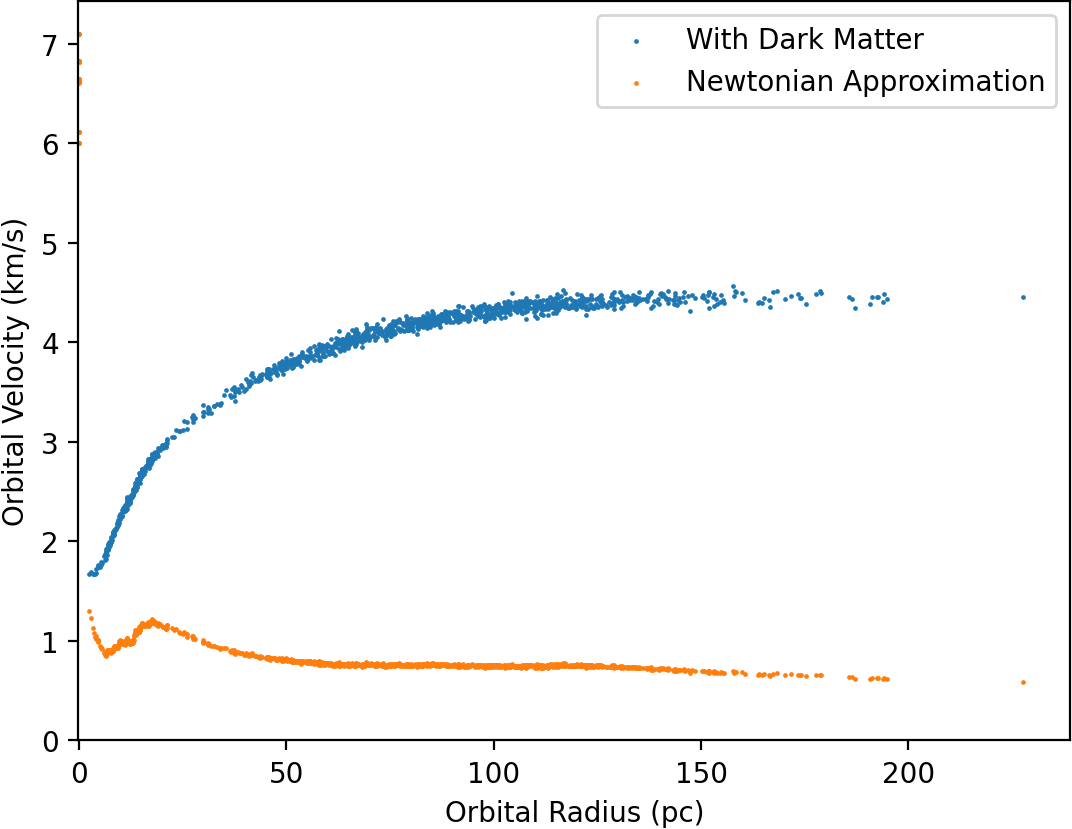 With Dark Matter
Newtonian Approximation
7
6
5
4
3
2
1
0
Orbital Velocity (km/s)
0 50 100 150 200
Orbital Radius (pc)